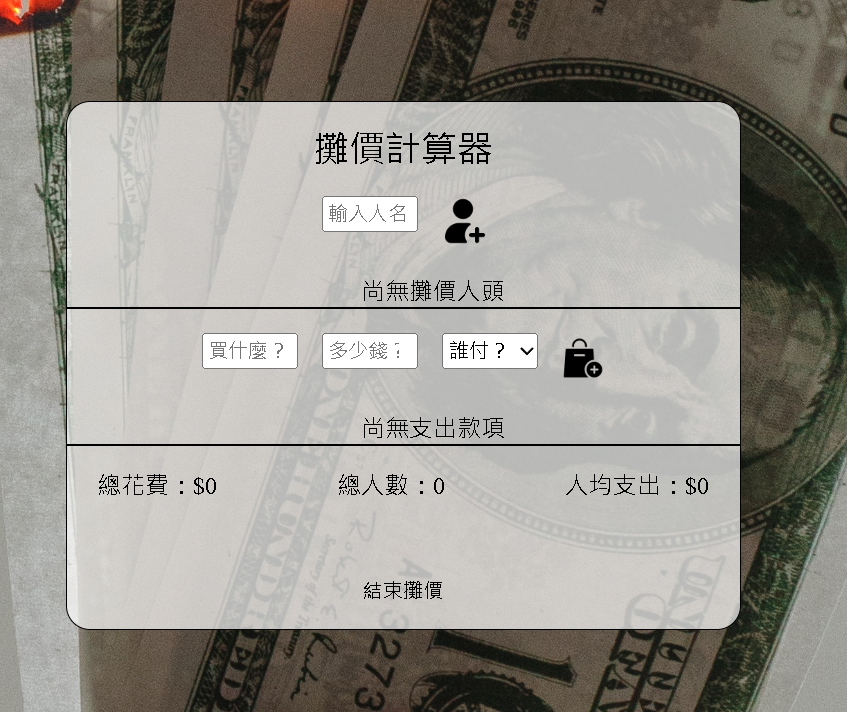 攤價計算器
輸入人名
尚無攤價人頭
買什麼？ 多少錢？ 誰付？
尚無支出款項
總花費：$0 總人數：0 人均支出：$0
結束攤價
FRANKLIN